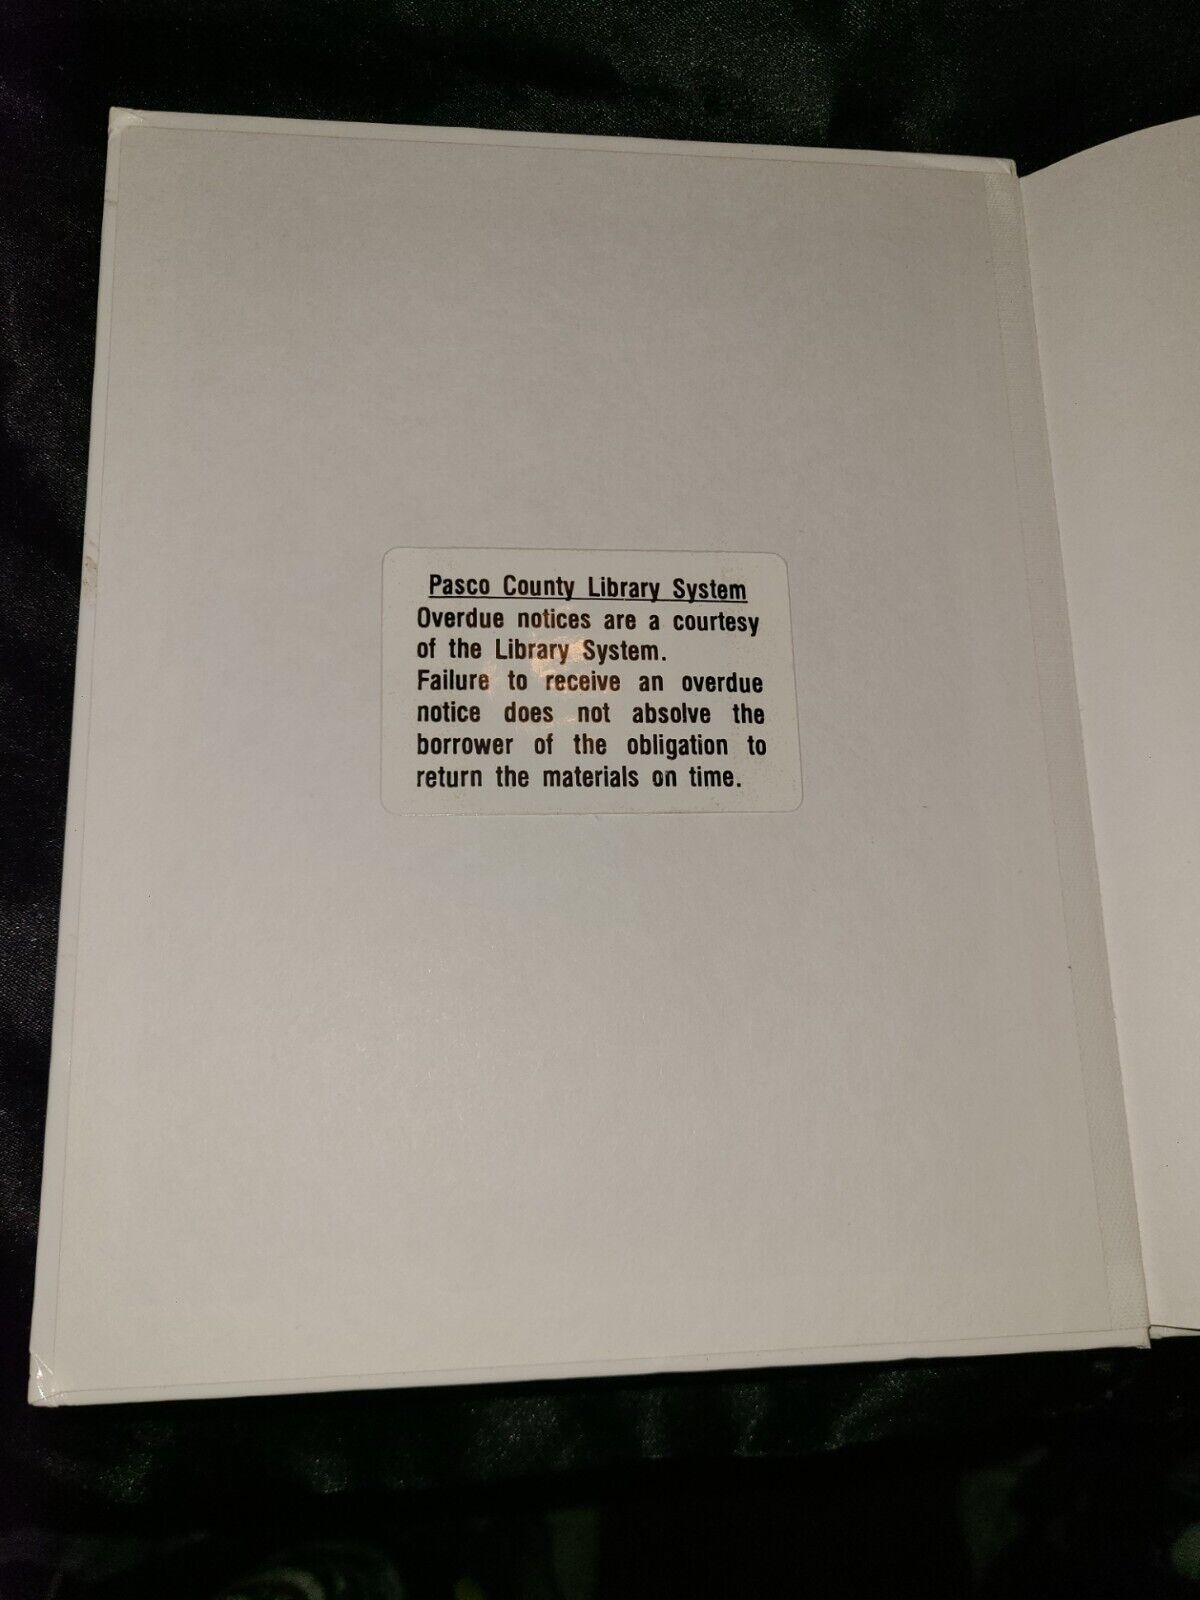 Pasco County Library System
Overdue notices are a courtesy
of the Library System.
Failure to receive an overdue
notice does not absolve the
borrower of the obligation to
return the materials on time.